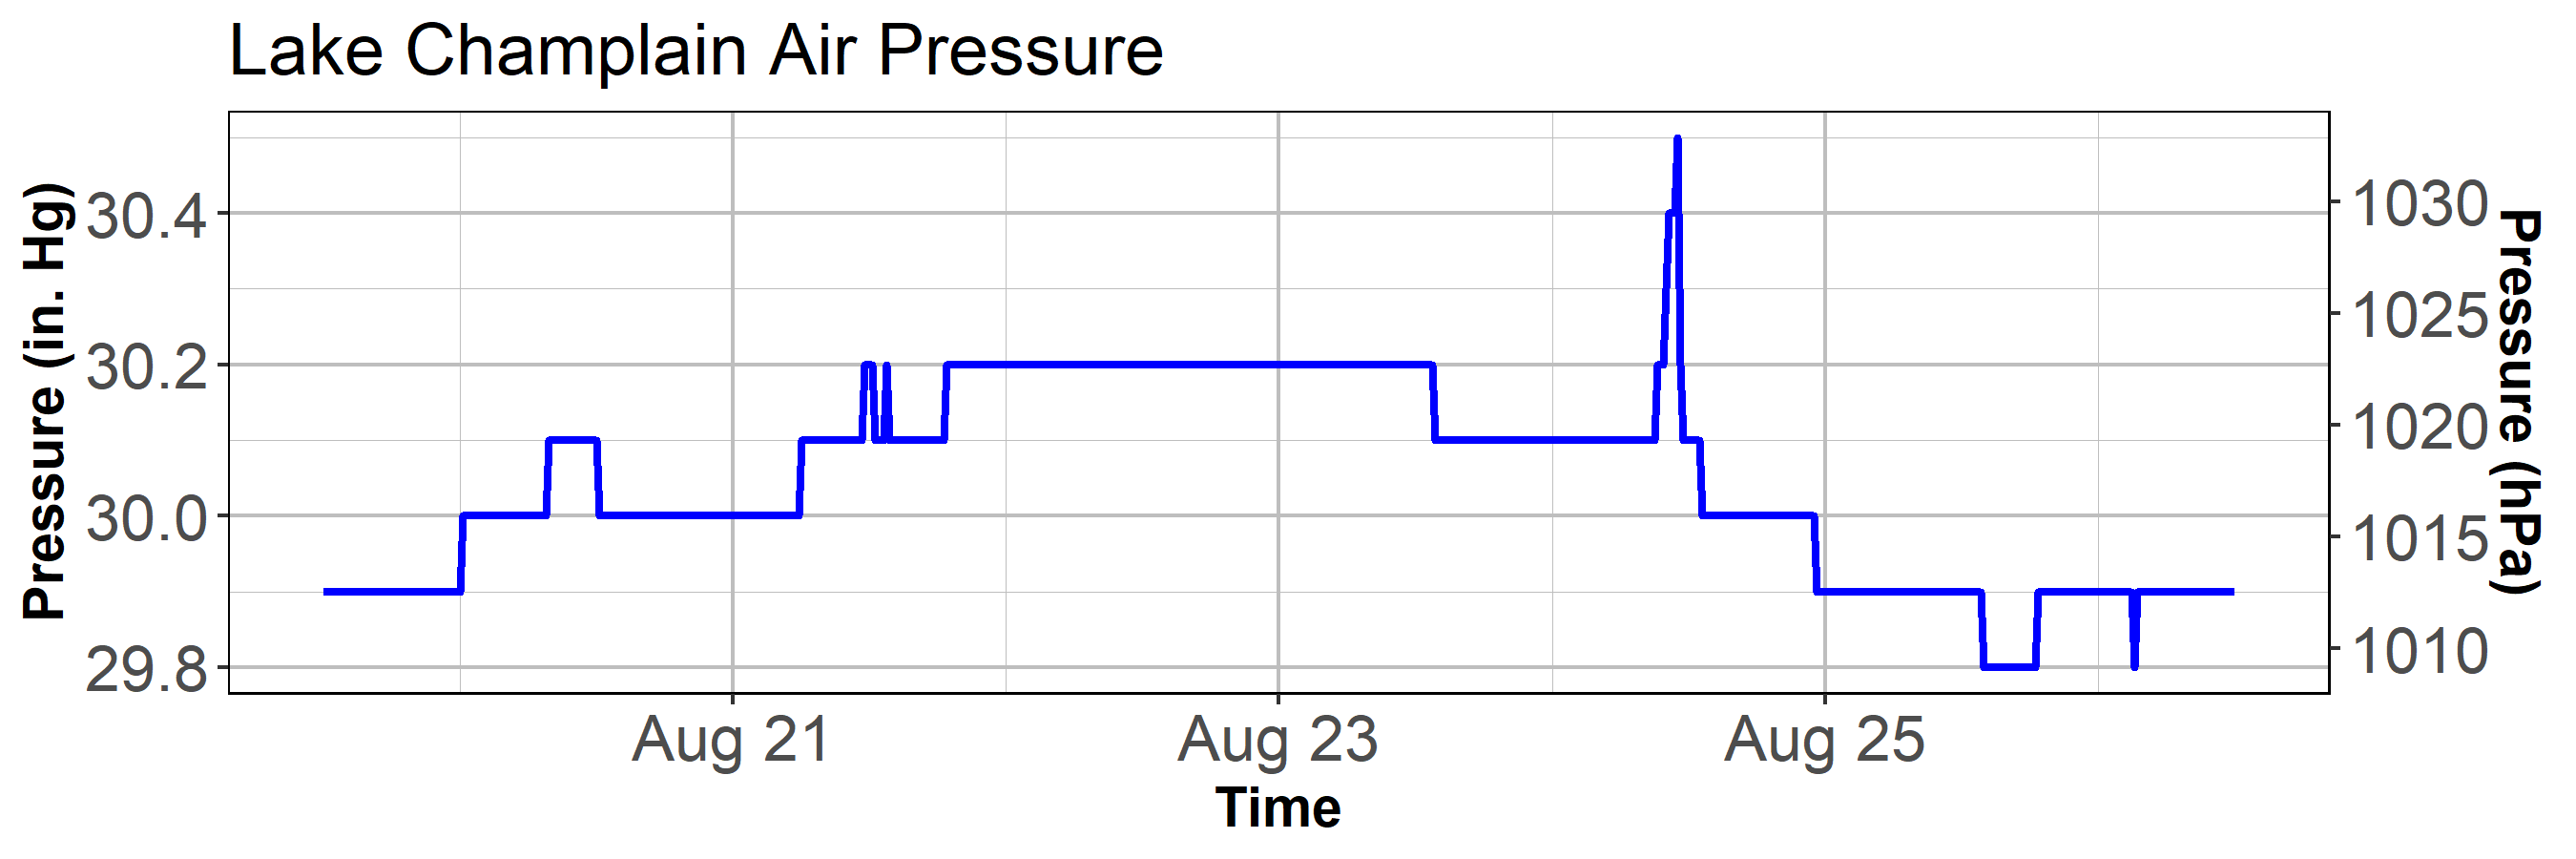 Lake Champlain Air Pressure
Pressure (in. Hg)
30.4
30.2
30.0
29.8
1030
1025
1020
1015
1010
Pressure (hPa)
Aug 21 Aug 23 Aug 25
Time